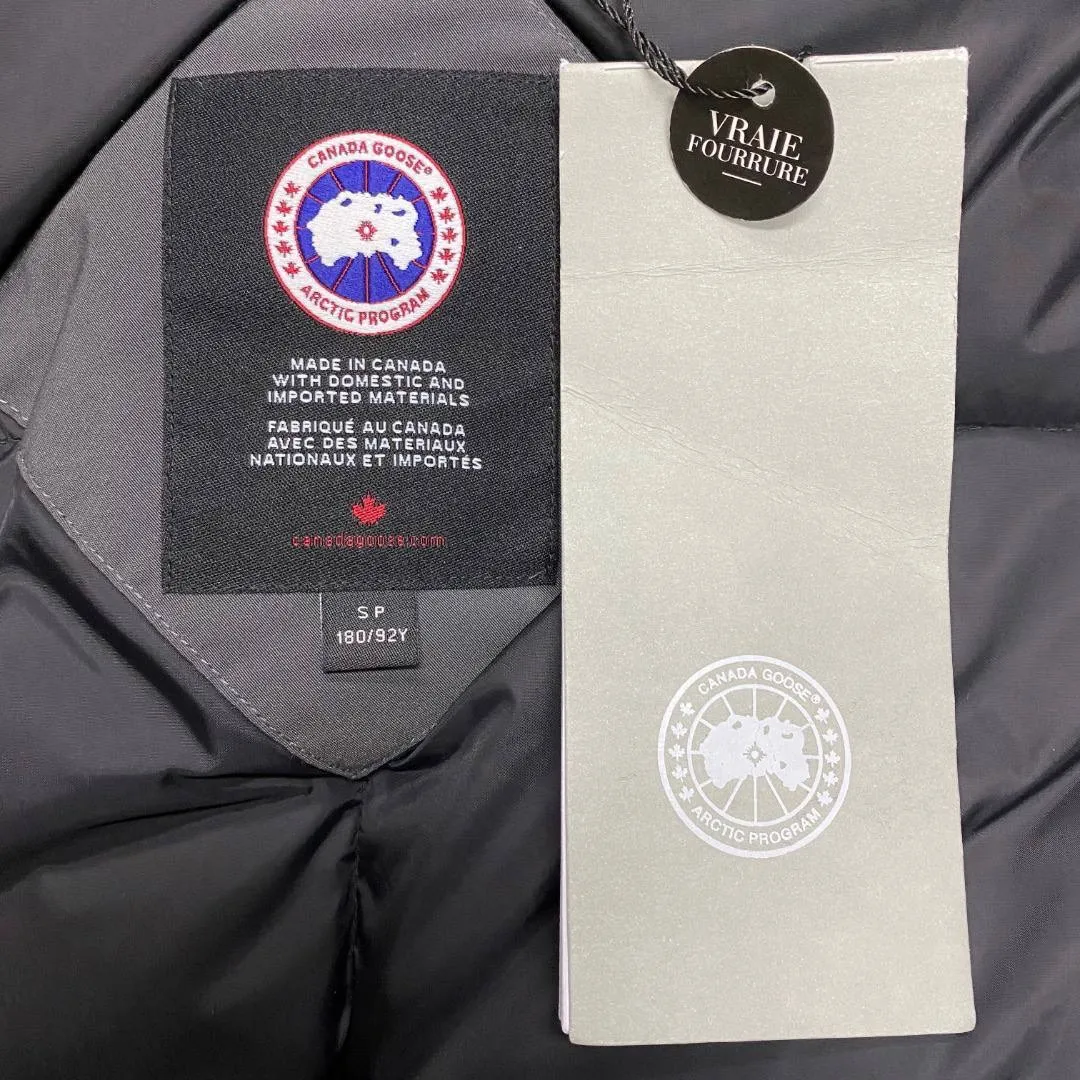 CANADA GOOSE®
ARCTIC PROGRAM
MADE IN CANADA
WITH DOMESTIC AND
IMPORTED MATERIALS
FABRIQUÉ AU CANADA
AVEC DES MATERIAUX
NATIONAUX ET IMPORTÉS
canadagoose.com
S P
180/92Y
VRAIE
FOURRURE
CANADA GOOSE®
ARCTIC PROGRAM